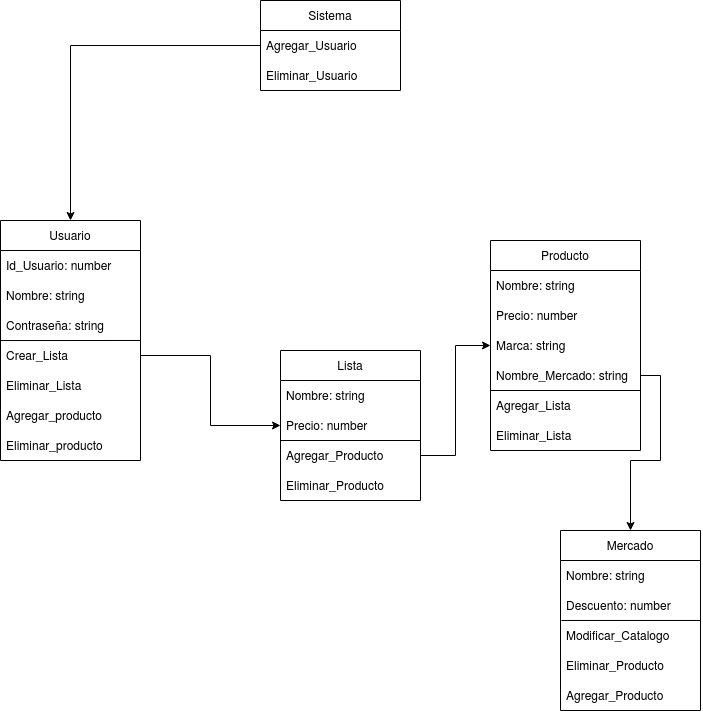 Sistema
Agregar_Usuario
Eliminar_Usuario
Usuario
Id_Usuario: number
Nombre: string
Contraseña: string
Crear_Lista
Eliminar_Lista
Agregar_producto
Eliminar_producto
Lista
Nombre: string
Precio: number
Agregar_Producto
Eliminar_Producto
Producto
Nombre: string
Precio: number
Marca: string
Nombre_Mercado: string
Agregar_Lista
Eliminar_Lista
Mercado
Nombre: string
Descuento: number
Modificar_Catalogo
Eliminar_Producto
Agregar_Producto